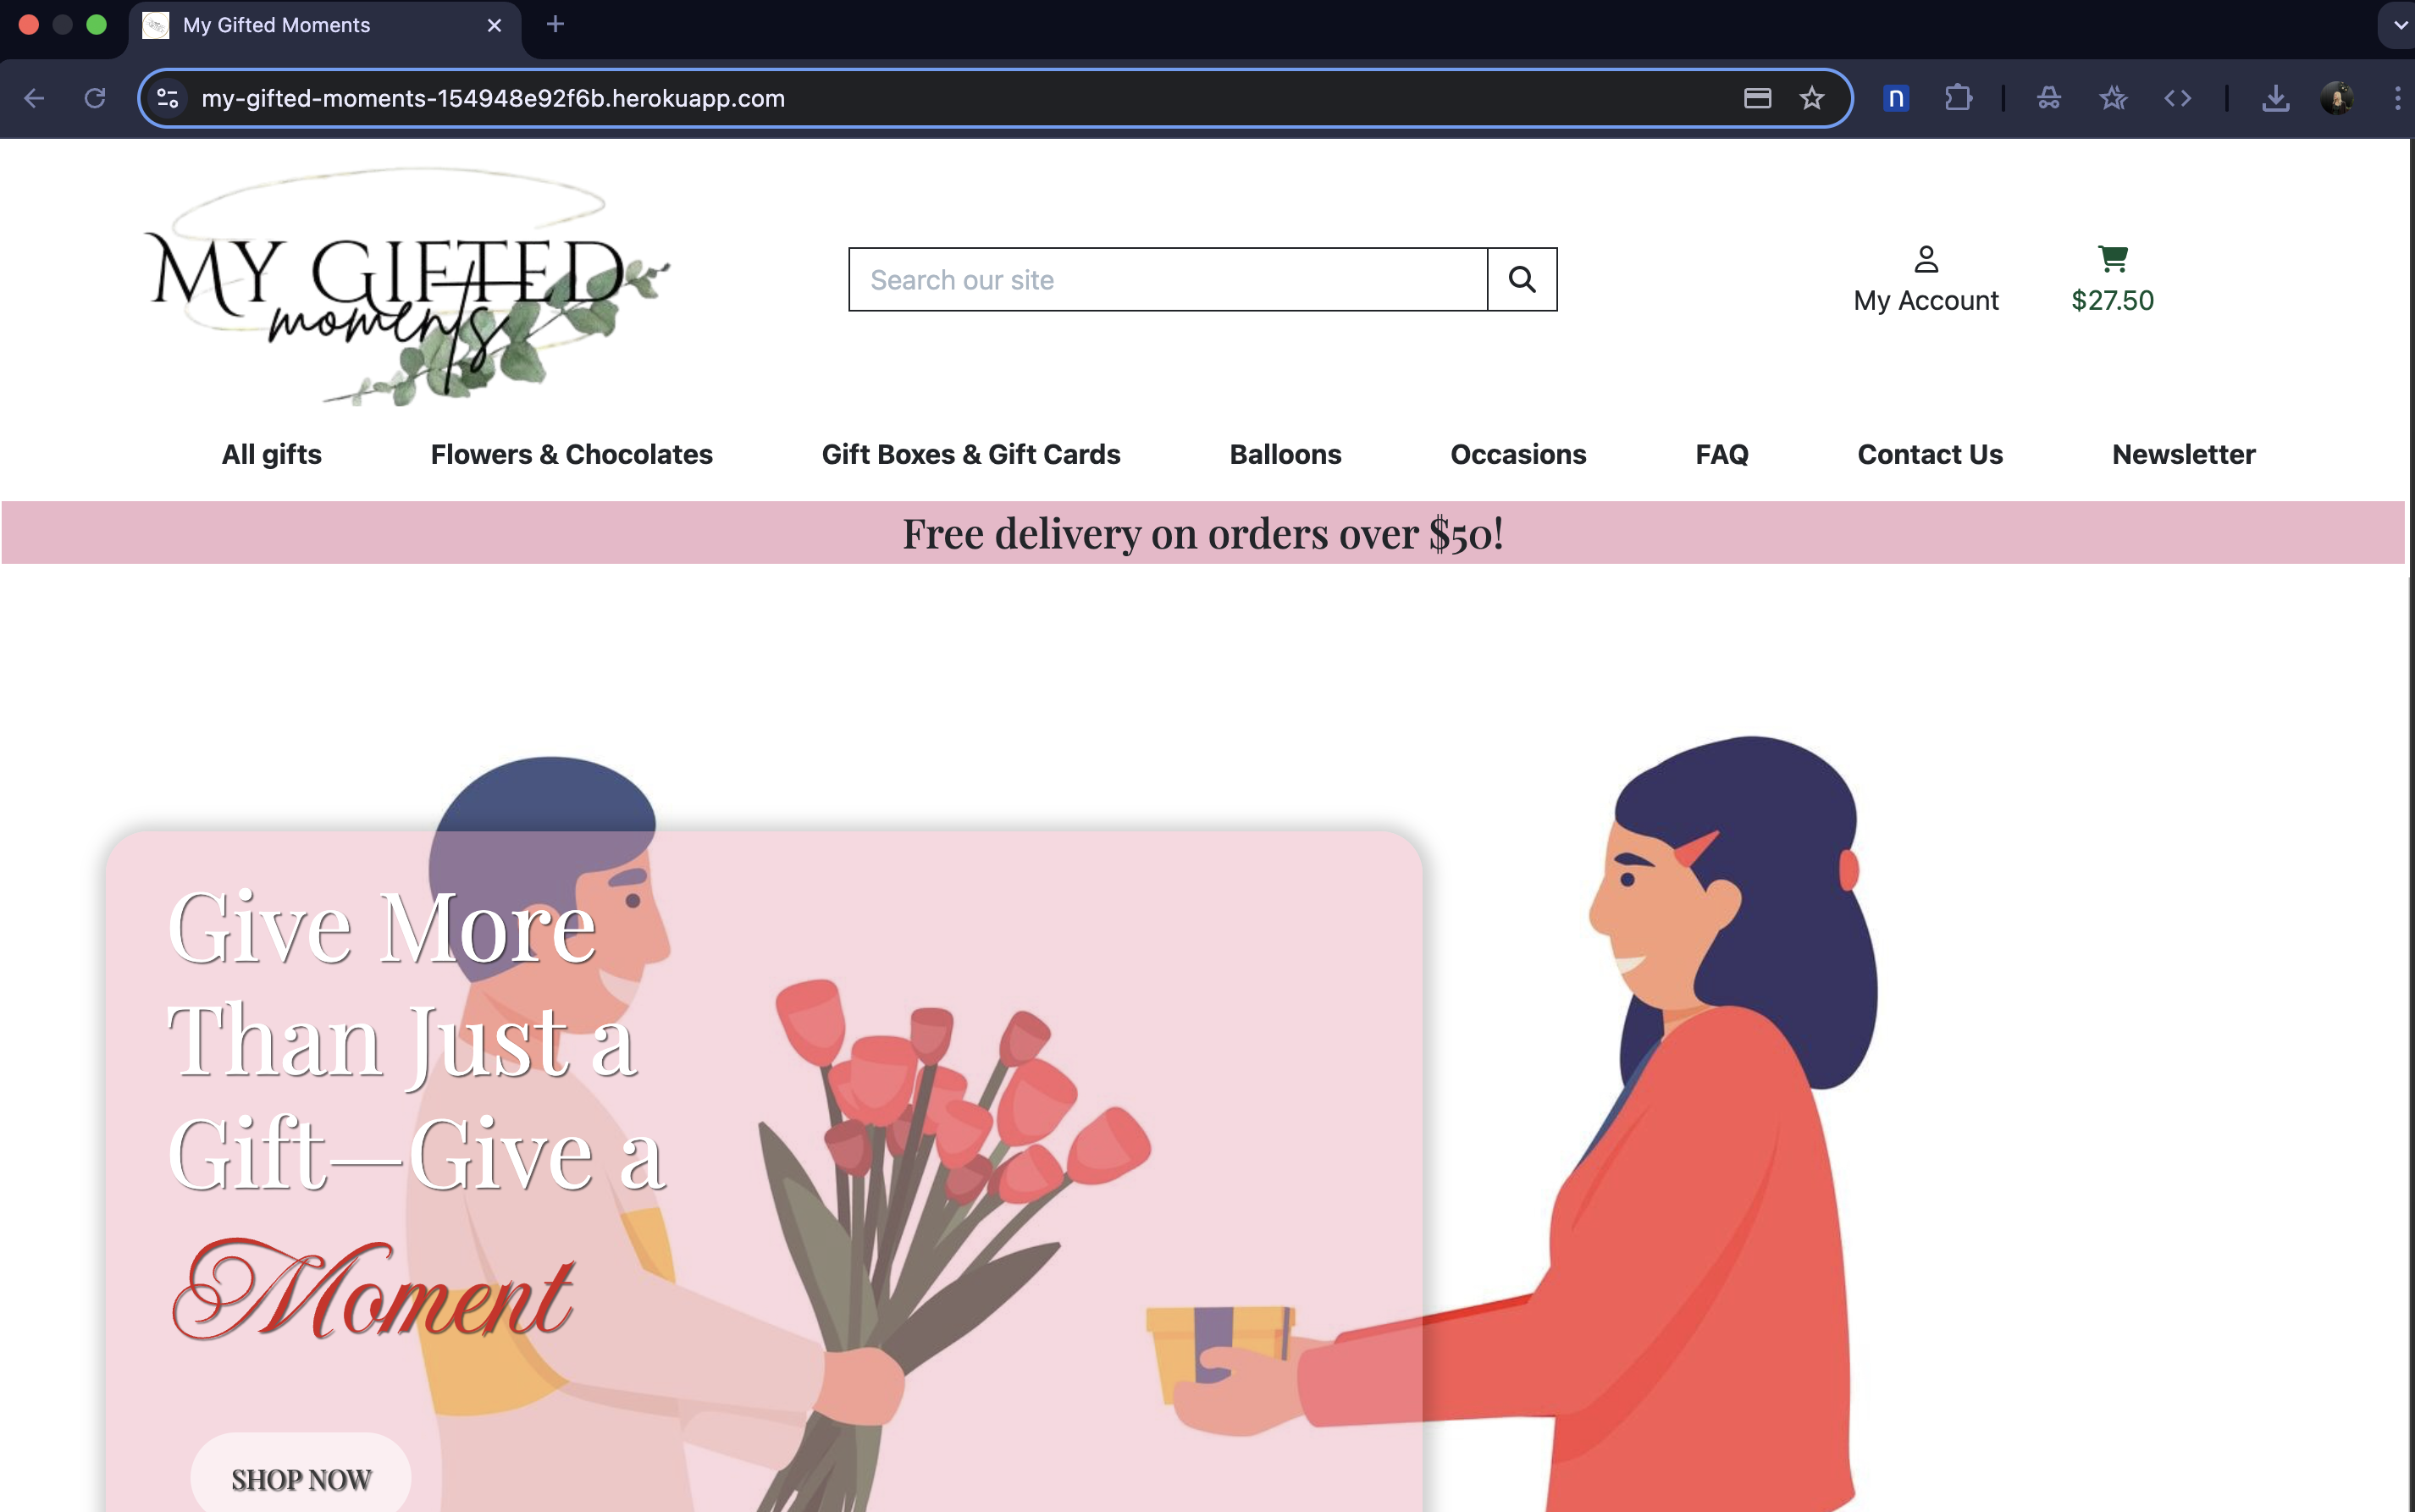 My Gifted Moments
my-gifted-moments-154948e92f6b.herokuapp.com
n
MY GIFTED
moments
Search our site
My Account
$27.50
All gifts
Flowers & Chocolates
Gift Boxes & Gift Cards
Balloons
Occasions
FAQ
Contact Us
Newsletter
Free delivery on orders over $50!
Give More
Than Just a
Gift—Give a
Moment
SHOP NOW